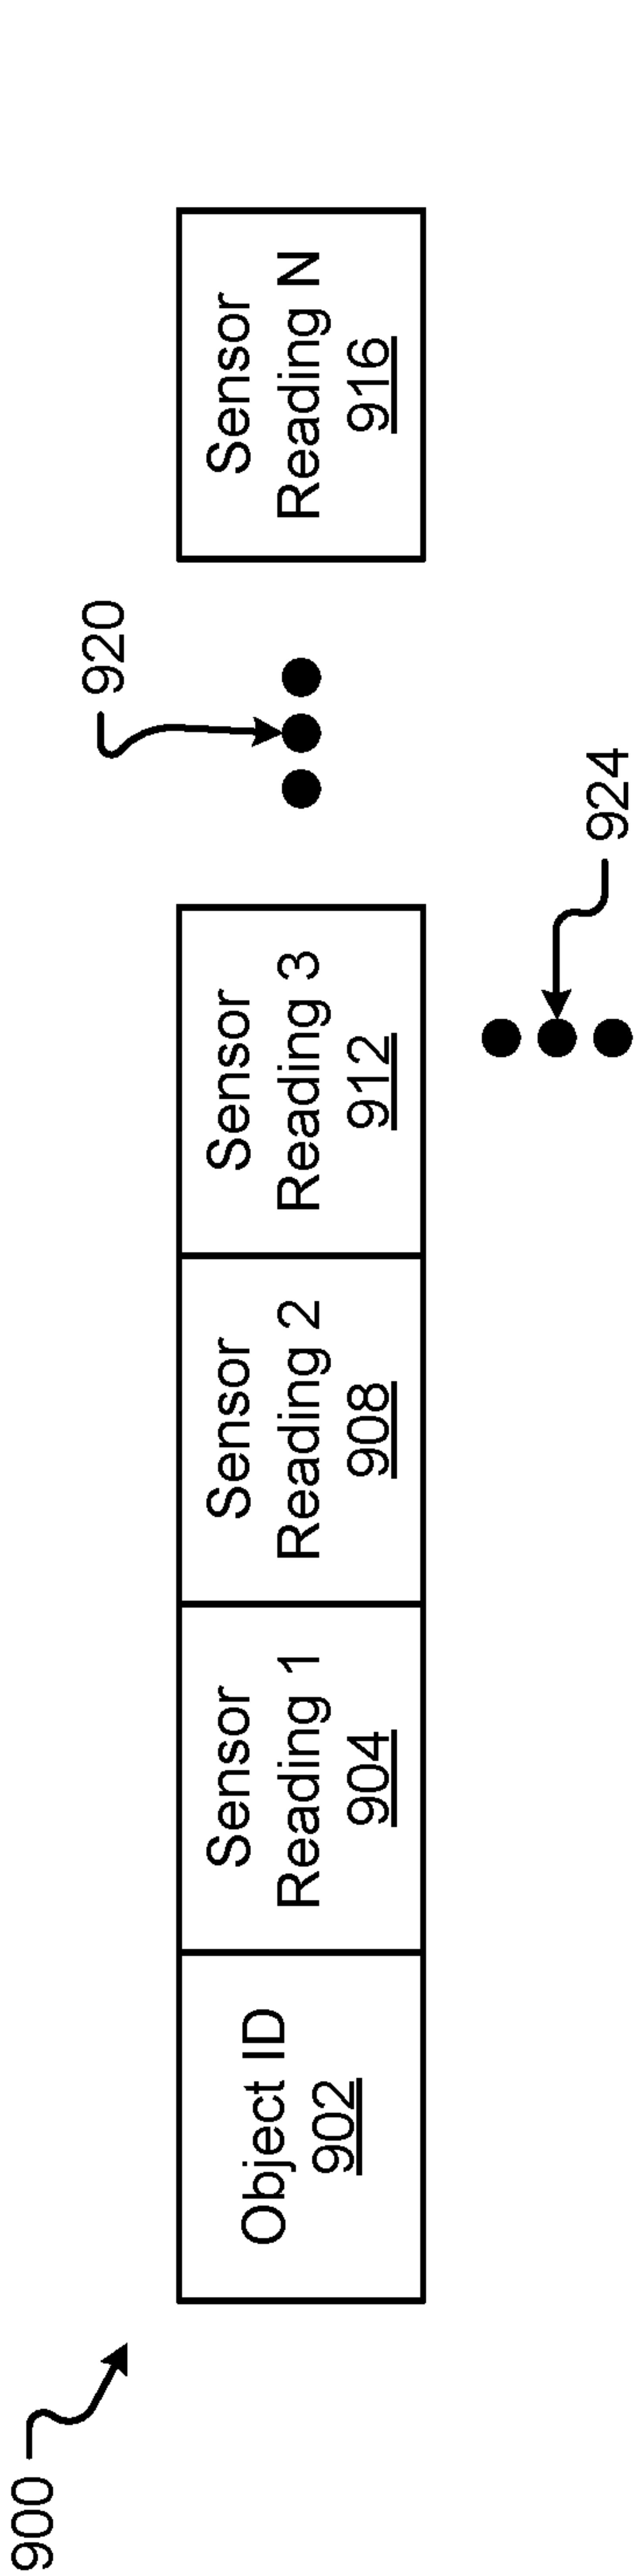 900
Object ID
902
Sensor
Reading 1
904
Sensor
Reading 2
908
Sensor
Reading 3
912
920
Sensor
Reading N
916
924